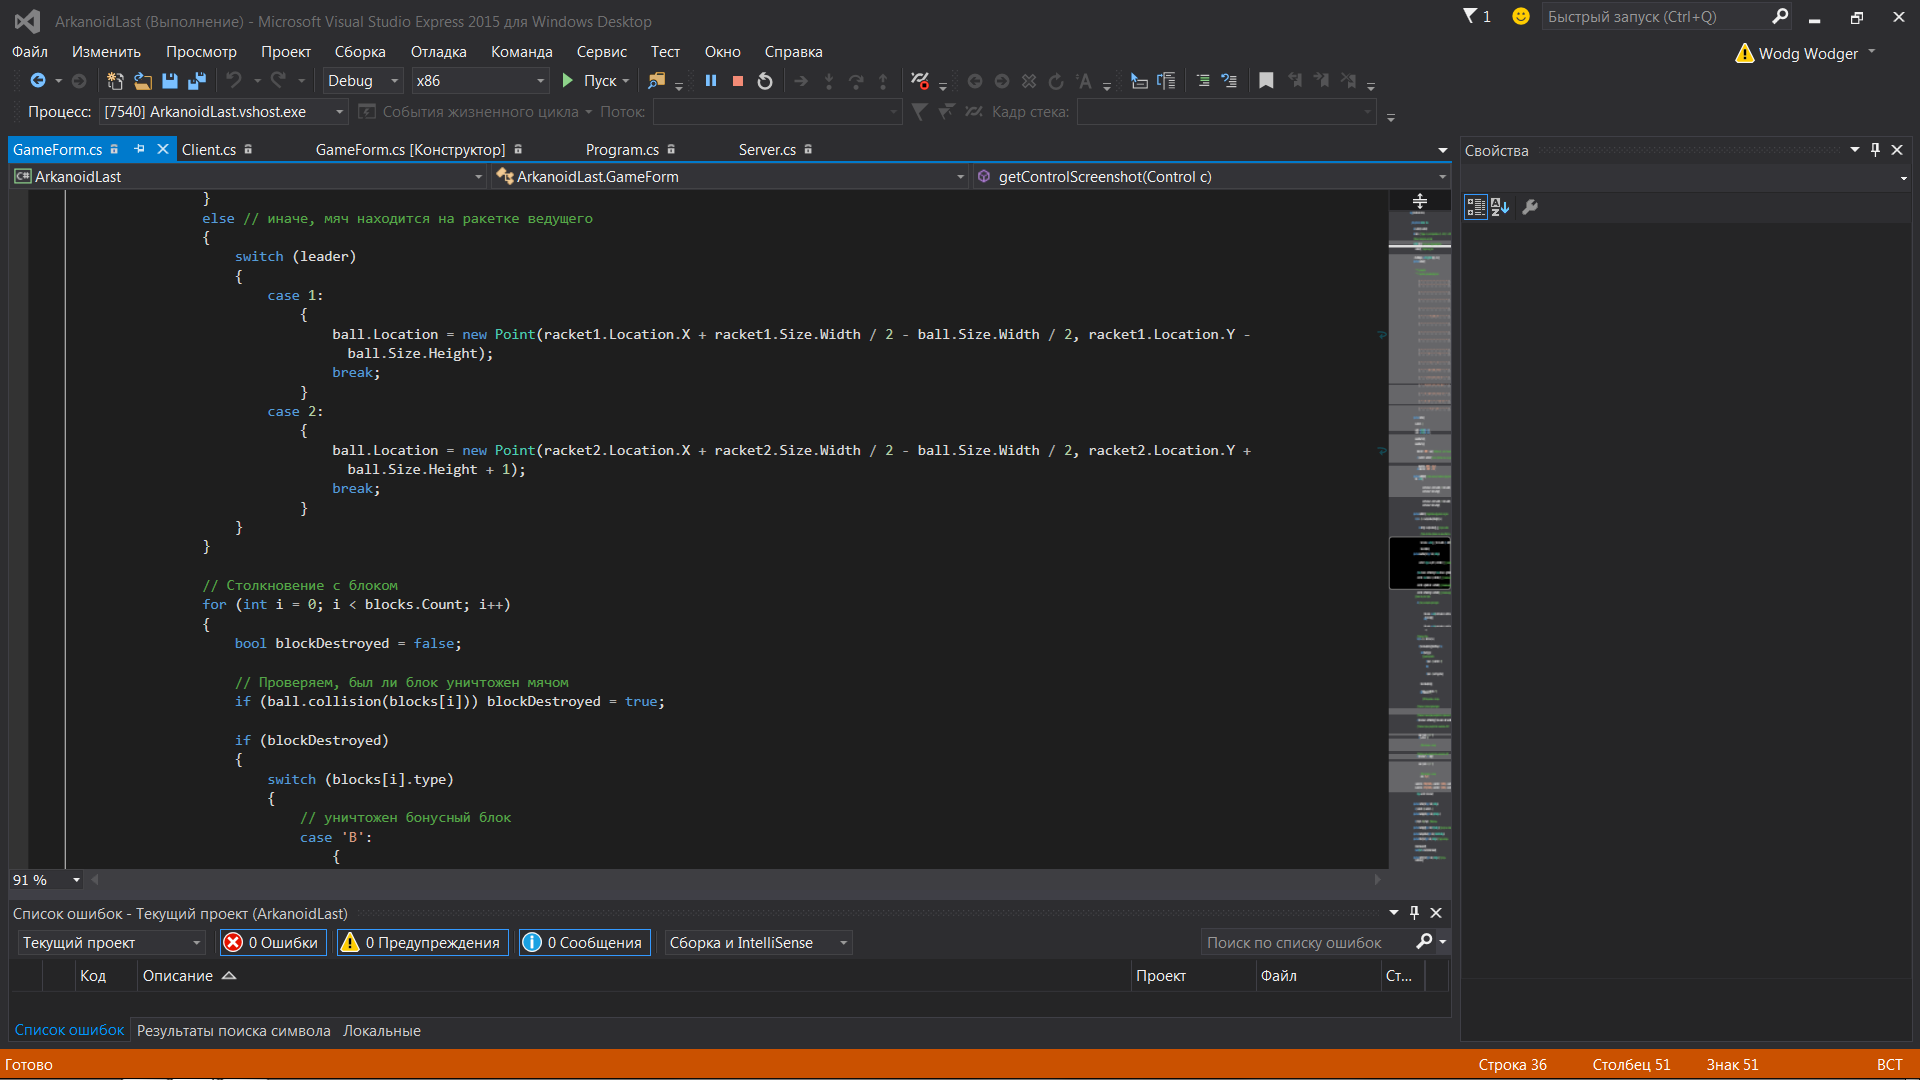 ArkanoidLast (Выполнение) - Microsoft Visual Studio Express 2015 для Windows Desktop
1
Быстрый запуск (Ctrl+Q)
Файл Изменить Просмотр Проект Сборка Отладка Команда Сервис Тест Окно Справка
Wodg Wodger
Debug x86 Пуск
Процесс: [7540] ArkanoidLast.vshost.exe События жизненного цикла Поток: Кадр стека:
GameForm.cs Client.cs GameForm.cs [Конструктор] Program.cs Server.cs
ArkanoidLast ArkanoidLast.GameForm getControlScreenshot(Control c)
}
else // иначе, мяч находится на ракетке ведущего
{
switch (leader)
{
case 1:
{
ball.Location = new Point(racket1.Location.X + racket1.Size.Width / 2 - ball.Size.Width / 2, racket1.Location.Y -
ball.Size.Height);
break;
}
case 2:
{
ball.Location = new Point(racket2.Location.X + racket2.Size.Width / 2 - ball.Size.Width / 2, racket2.Location.Y +
ball.Size.Height + 1);
break;
}
}
}
// Столкновение с блоком
for (int i = 0; i < blocks.Count; i++)
{
bool blockDestroyed = false;
// Проверяем, был ли блок уничтожен мячом
if (ball.collision(blocks[i])) blockDestroyed = true;
if (blockDestroyed)
{
switch (blocks[i].type)
{
// уничтожен бонусный блок
case 'B':
{
91 %
Свойства
Список ошибок - Текущий проект (ArkanoidLast)
Текущий проект 0 Ошибки 0 Предупреждения 0 Сообщения Сборка и IntelliSense Поиск по списку ошибок
Код Описание Проект Файл Ст...
Список ошибок Результаты поиска символа Локальные
Готово Строка 36 Столбец 51 Знак 51 ВСТ